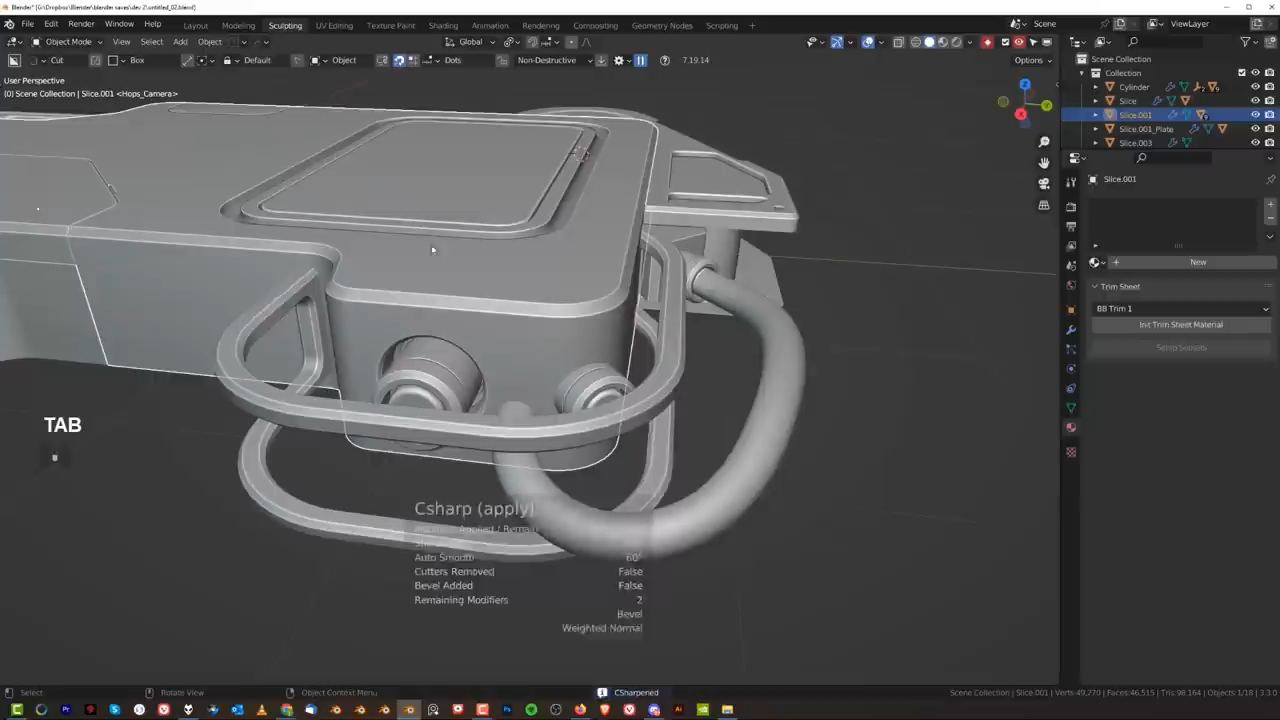 Blender* [G:\Dropbox\Blender\blender saves\dev 2\untitled_02.blend]
File Edit Render Window Help Layout Modeling Sculpting UV Editing Texture Paint Shading Animation Rendering Compositing Geometry Nodes Scripting + Scene ViewLayer
Object Mode View Select Add Object Global
Cut Box Default Object Dots Non-Destructive 7.19.14 Options
User Perspective
(0) Scene Collection | Slice.001 <Hops_Camera>
Scene Collection
Collection
Cylinder
Slice
Slice.001
Slice.001_Plate
Slice.003
Slice.001
New
Trim Sheet
BB Trim 1
Init Trim Sheet Material
TAB
Csharp (apply)
Auto Smooth 60°
Cutters Removed False
Bevel Added False
Remaining Modifiers 2
Bevel
Weighted Normal
Select Rotate View Object Context Menu CSharpened Scene Collection | Slice.001 | Verts:49,270 | Faces:46,515 | Tris:98,164 | Objects:1/18 | 3.3.0